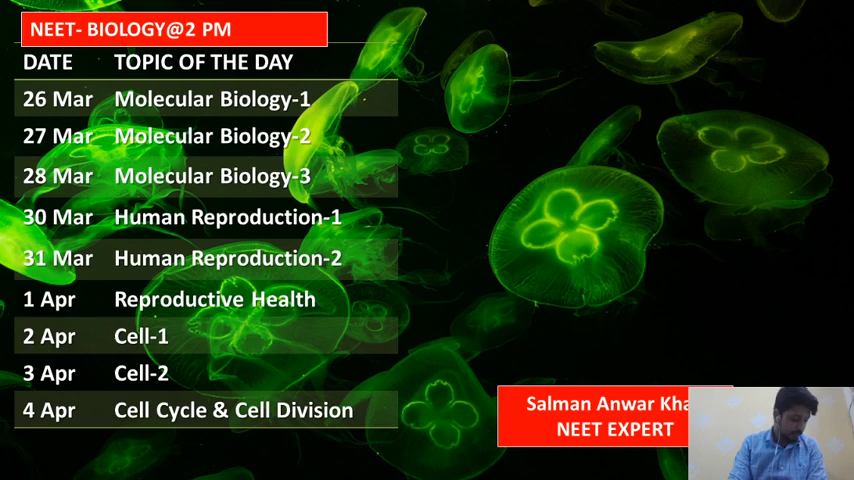 NEET- BIOLOGY@2 PM
DATE TOPIC OF THE DAY
26 Mar Molecular Biology-1
27 Mar Molecular Biology-2
28 Mar Molecular Biology-3
30 Mar Human Reproduction-1
31 Mar Human Reproduction-2
1 Apr Reproductive Health
2 Apr Cell-1
3 Apr Cell-2
4 Apr Cell Cycle & Cell Division
Salman Anwar Kha
NEET EXPERT